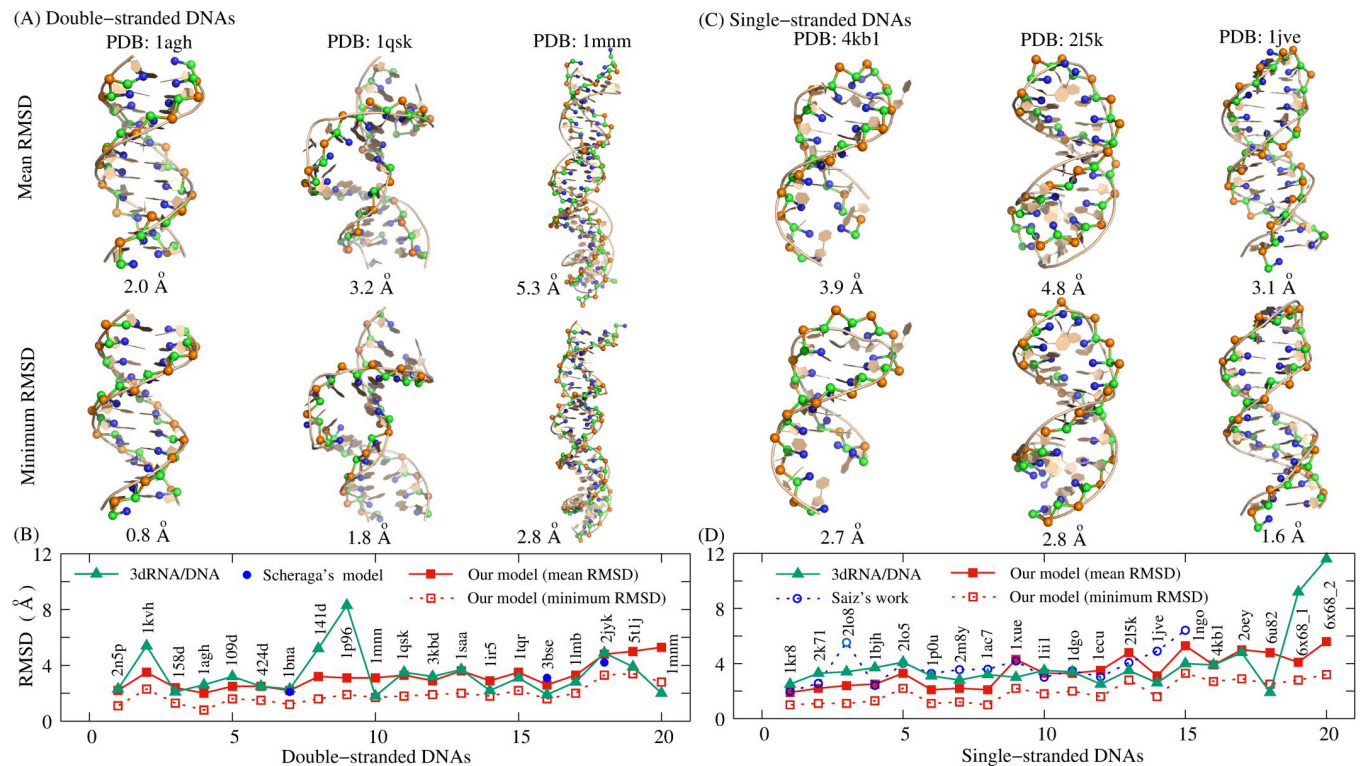 (A) Double−stranded DNAs
PDB: 1agh
PDB: 1qsk
PDB: 1mnm
Mean RMSD
2.0 Å
3.2 Å
5.3 Å
Minimum RMSD
0.8 Å
1.8 Å
2.8 Å
(C) Single−stranded DNAs
PDB: 4kb1
PDB: 2l5k
PDB: 1jve
3.9 Å
4.8 Å
3.1 Å
2.7 Å
2.8 Å
1.6 Å
(B)
RMSD (Å)
12
8
4
0
3dRNA/DNA
Scheraga's model
Our model (mean RMSD)
Our model (minimum RMSD)
2n5p
1kvh
158d
1agh
109d
424d
1bna
141d
1p96
1mnn
1qsk
3kbd
1saa
1ir5
1tqr
3bse
1lmb
2jyk
5t1j
1mnm
0
5
10
15
20
Double−stranded DNAs
(D)
12
8
4
0
3dRNA/DNA
Saiz's work
Our model (mean RMSD)
Our model (minimum RMSD)
1kr8
2k71
2lo8
1bjh
2lo5
1p0u
2m8y
1ac7
1xue
1ii1
1dgo
1ecu
2l5k
1jve
1ngo
4kb1
2oey
6u82
6x68_1
6x68_2
0
5
10
15
20
Single−stranded DNAs